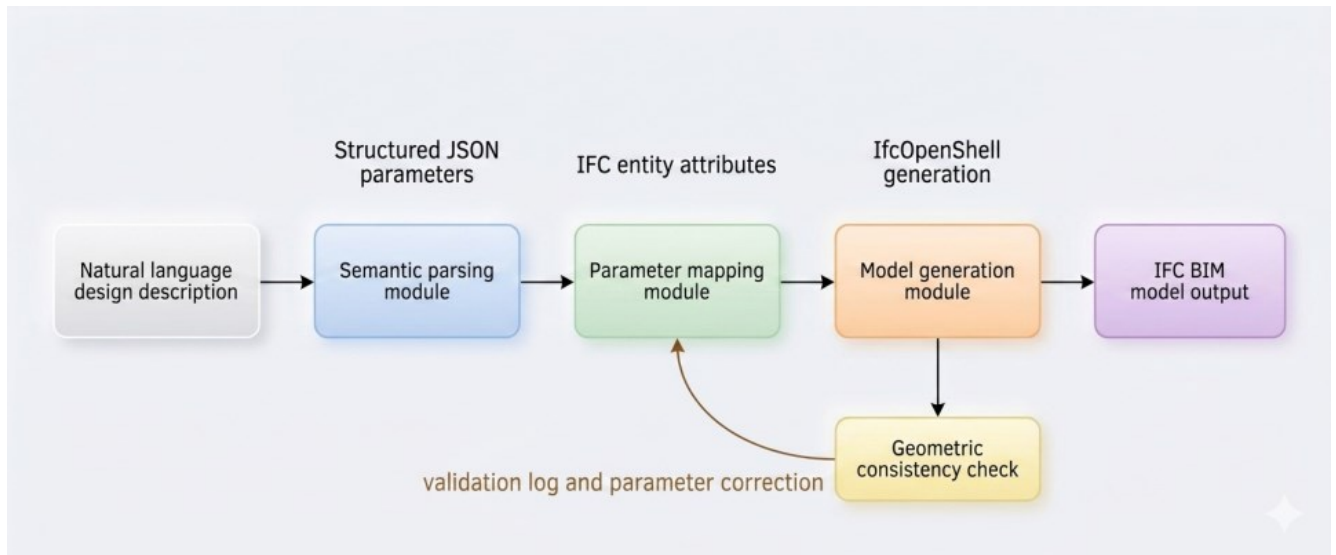 Structured JSON
parameters
IFC entity attributes
IfcOpenShell
generation
Natural language
design description
Semantic parsing
module
Parameter mapping
module
Model generation
module
IFC BIM
model output
Geometric
consistency check
validation log and parameter correction